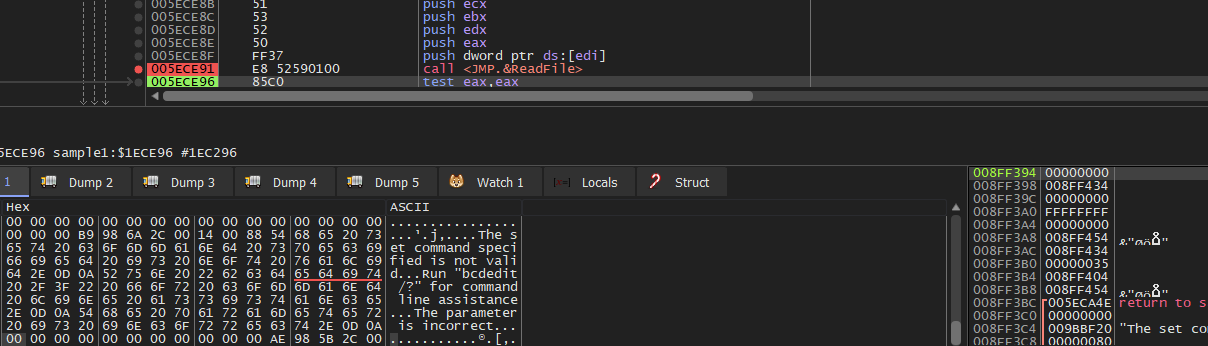 005ECE8B 51 push ecx
005ECE8C 53 push ebx
005ECE8D 52 push edx
005ECE8E 50 push eax
005ECE8F FF37 push dword ptr ds:[edi]
005ECE91 E8 52590100 call <JMP.&ReadFile>
005ECE96 85C0 test eax,eax
5ECE96 sample1:$1ECE96 #1EC296
1 Dump 2 Dump 3 Dump 4 Dump 5 Watch 1 Locals Struct
Hex ASCII
00 00 00 00 00 00 00 00 00 00 00 00 00 00 00 00 ................
00 00 00 B9 98 6A 2C 00 14 00 88 54 68 65 20 73 ...¹.j,....The s
65 74 20 63 6F 6D 6D 61 6E 64 20 73 70 65 63 69 et command speci
66 69 65 64 20 69 73 20 6E 6F 74 20 76 61 6C 69 fied is not vali
64 2E 0D 0A 52 75 6E 20 22 62 63 64 65 64 69 74 d...Run "bcdedit
20 2F 3F 22 20 66 6F 72 20 63 6F 6D 6D 61 6E 64 /?" for command
20 6C 69 6E 65 20 61 73 73 69 73 74 61 6E 63 65 line assistance
2E 0D 0A 54 68 65 20 70 61 72 61 6D 65 74 65 72 ...The parameter
20 69 73 20 69 6E 63 6F 72 72 65 63 74 2E 0D 0A is incorrect...
00 00 00 00 00 00 00 00 00 00 00 AE 98 5B 2C 00 ...........®.[,.
008FF394 00000000
008FF398 008FF434
008FF39C 00000000
008FF3A0 FFFFFFFF
008FF3A4 00000000
008FF3A8 008FF454
008FF3AC 008FF434
008FF3B0 00000035
008FF3B4 008FF434
008FF3B8 008FF454
008FF3BC 005ECA4E return to s
008FF3C0 00000000
008FF3C4 009BBF20 "The set co
008FF3C8 00000080